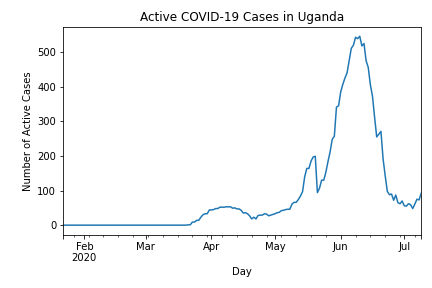 Active COVID-19 Cases in Uganda
Number of Active Cases
500
400
300
200
100
0
Feb
2020
Mar
Apr
May
Jun
Jul
Day